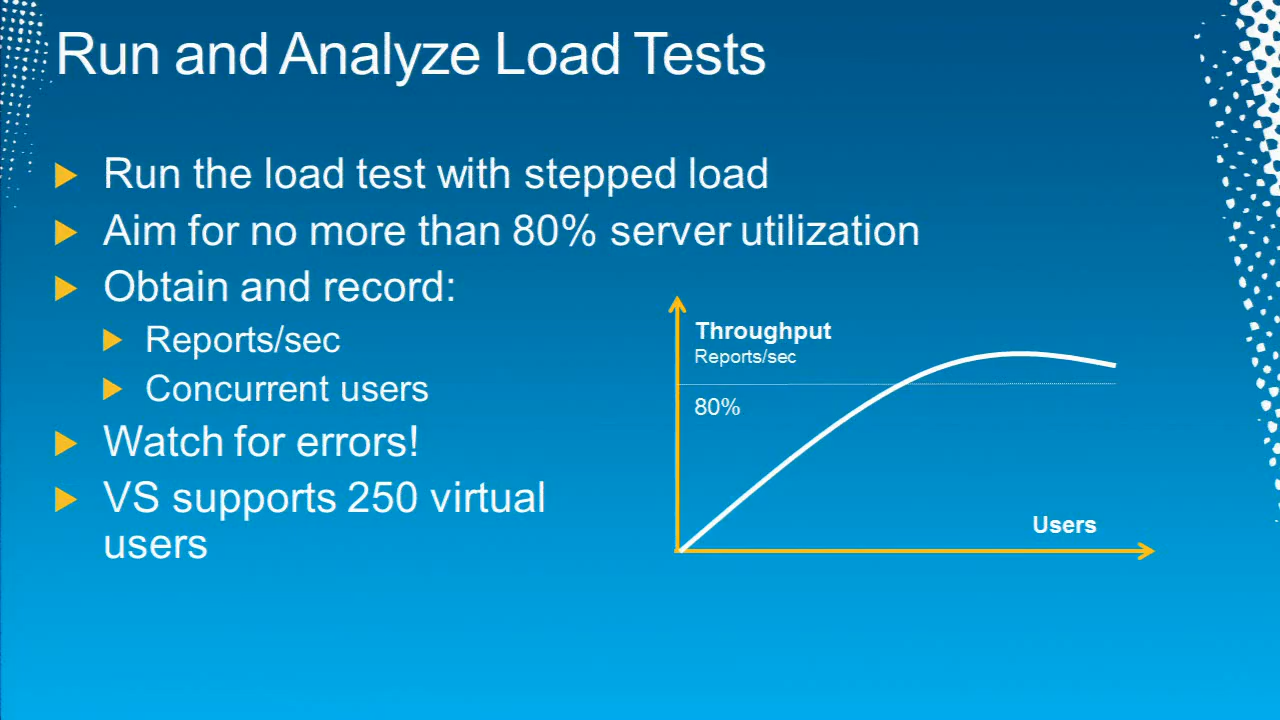 Run and Analyze Load Tests
Run the load test with stepped load
Aim for no more than 80% server utilization
Obtain and record:
Reports/sec
Concurrent users
Watch for errors!
VS supports 250 virtual
users
Throughput
Reports/sec
80%
Users